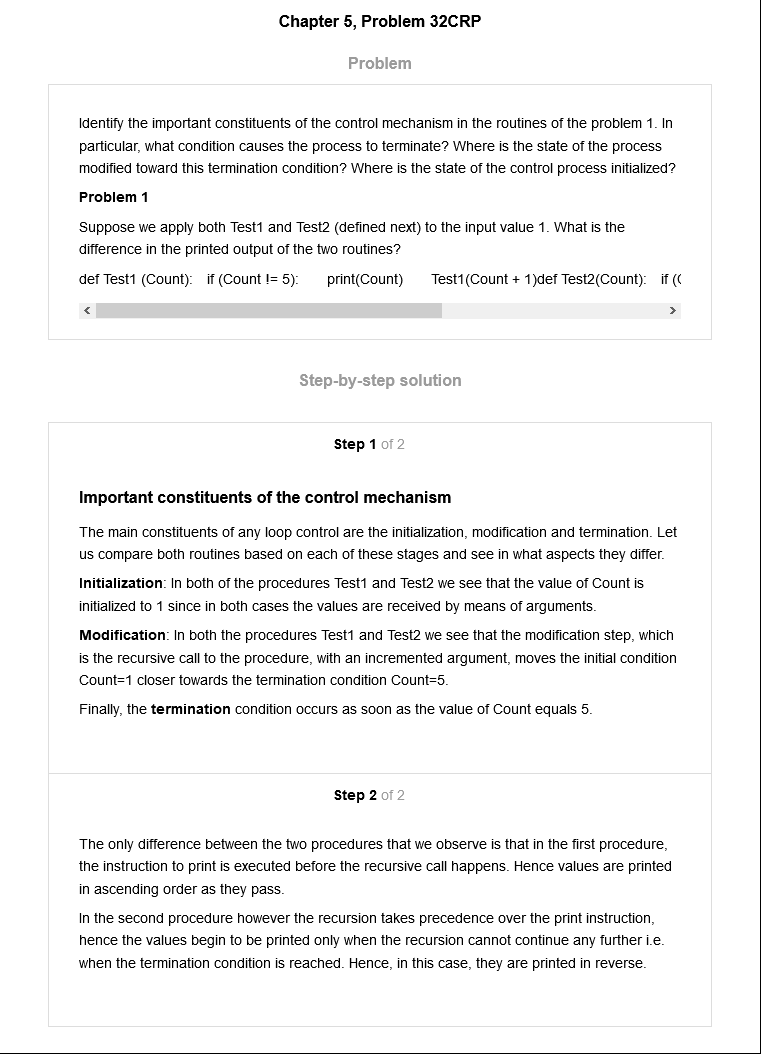 Chapter 5, Problem 32CRP
Problem
Identify the important constituents of the control mechanism in the routines of the problem 1. In
particular, what condition causes the process to terminate? Where is the state of the process
modified toward this termination condition? Where is the state of the control process initialized?
Problem 1
Suppose we apply both Test1 and Test2 (defined next) to the input value 1. What is the
difference in the printed output of the two routines?
def Test1 (Count): if (Count != 5): print(Count) Test1(Count + 1)def Test2(Count): if (
Step-by-step solution
Step 1 of 2
Important constituents of the control mechanism
The main constituents of any loop control are the initialization, modification and termination. Let
us compare both routines based on each of these stages and see in what aspects they differ.
Initialization: In both of the procedures Test1 and Test2 we see that the value of Count is
initialized to 1 since in both cases the values are received by means of arguments.
Modification: In both the procedures Test1 and Test2 we see that the modification step, which
is the recursive call to the procedure, with an incremented argument, moves the initial condition
Count=1 closer towards the termination condition Count=5.
Finally, the termination condition occurs as soon as the value of Count equals 5.
Step 2 of 2
The only difference between the two procedures that we observe is that in the first procedure,
the instruction to print is executed before the recursive call happens. Hence values are printed
in ascending order as they pass.
In the second procedure however the recursion takes precedence over the print instruction,
hence the values begin to be printed only when the recursion cannot continue any further i.e.
when the termination condition is reached. Hence, in this case, they are printed in reverse.